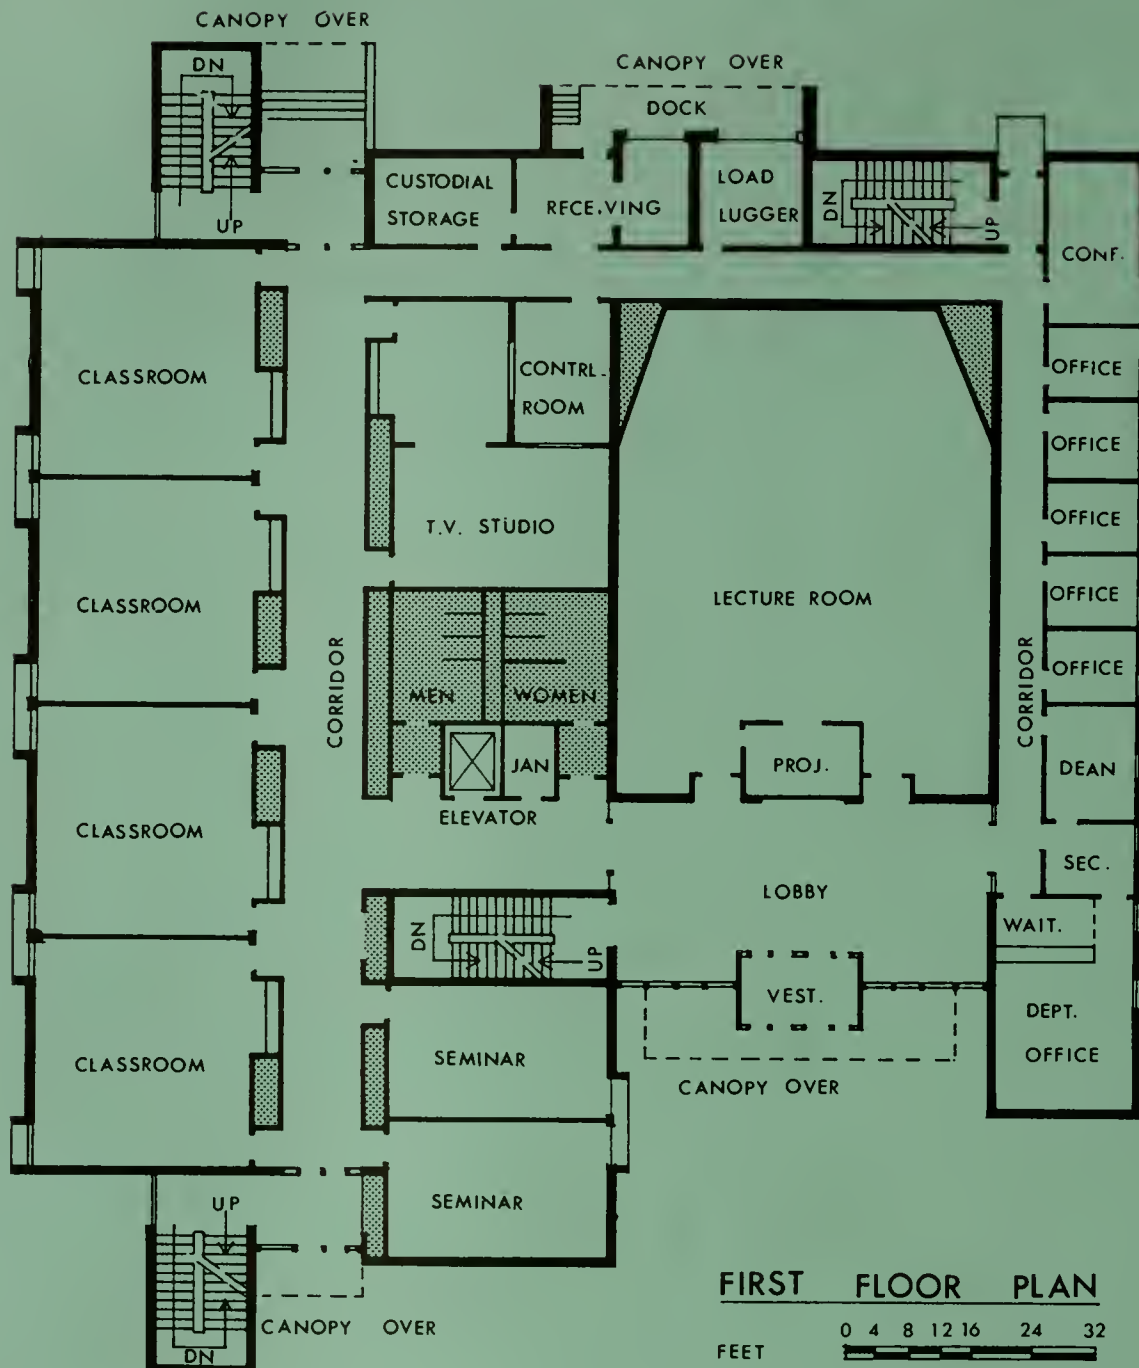 CANOPY OVER
DN
UP
CANOPY OVER
DOCK
CUSTODIAL
STORAGE
RECEIVING
LOAD
LUGGER
DN
UP
CONF.
CLASSROOM
CONTRL.
ROOM
OFFICE
OFFICE
T.V. STUDIO
OFFICE
CLASSROOM
LECTURE ROOM
OFFICE
CORRIDOR
MEN
WOMEN
OFFICE
CORRIDOR
JAN
PROJ.
DEAN
ELEVATOR
CLASSROOM
SEC.
LOBBY
DN
UP
WAIT.
VEST.
DEPT.
OFFICE
CLASSROOM
SEMINAR
CANOPY OVER
SEMINAR
UP
DN
CANOPY OVER
FIRST FLOOR PLAN
FEET
0 4 8 12 16 24 32